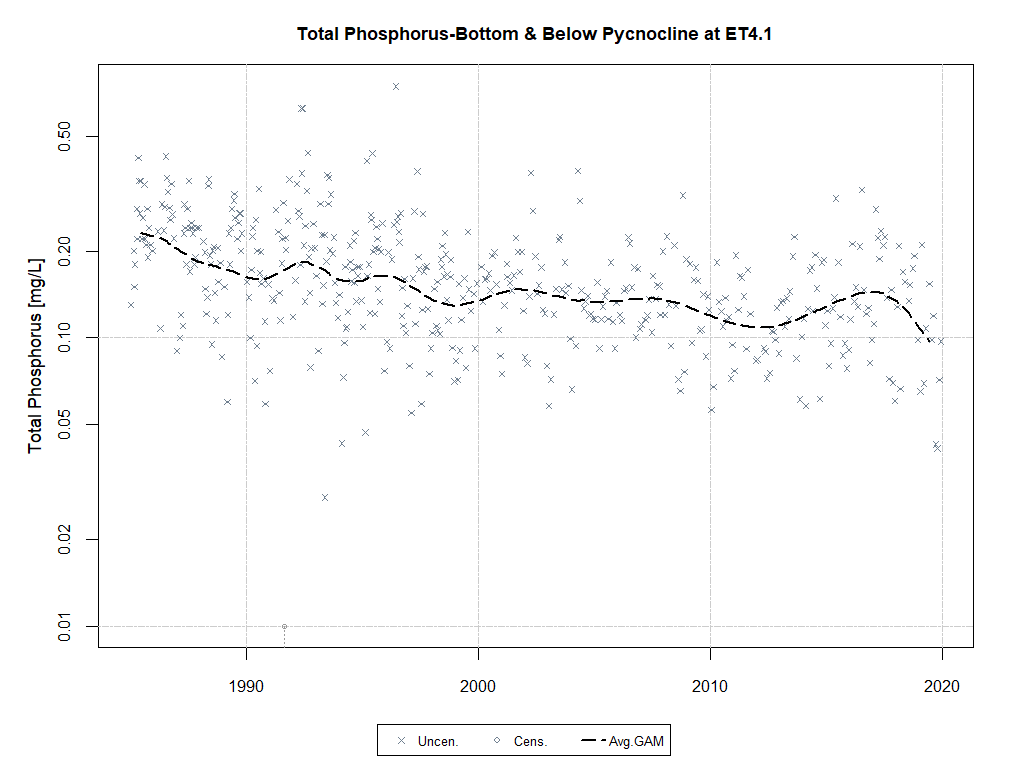 Total Phosphorus-Bottom & Below Pycnocline at ET4.1
Total Phosphorus [mg/L]
0.50
0.20
0.10
0.05
0.02
0.01
1990 2000 2010 2020
Uncen. Cens. Avg.GAM